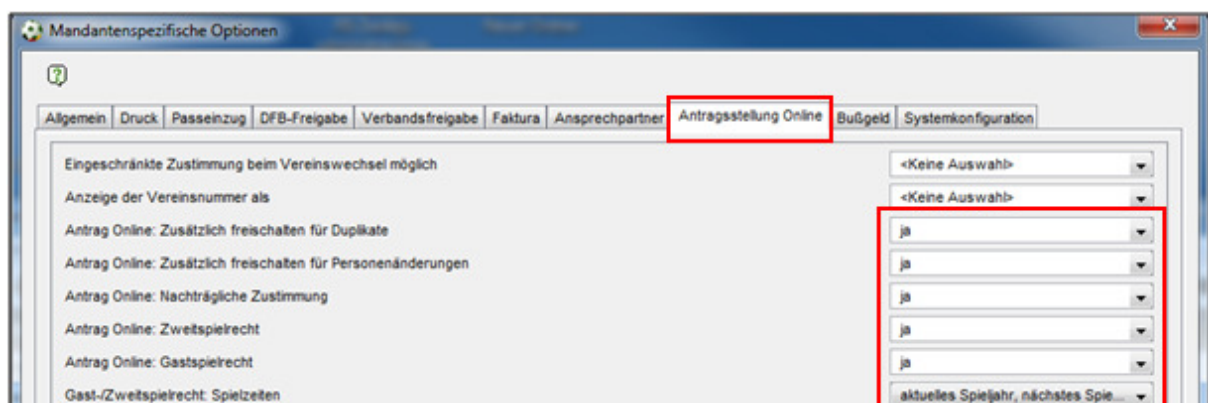 Mandantenspezifische Optionen
Allgemein Druck Passeinzug DFB-Freigabe Verbandsfreigabe Faktura Ansprechpartner Antragsstellung Online Bußgeld Systemkonfiguration
Eingeschränkte Zustimmung beim Vereinswechsel möglich <Keine Auswahl>
Anzeige der Vereinsnummer als <Keine Auswahl>
Antrag Online: Zusätzlich freischalten für Duplikate ja
Antrag Online: Zusätzlich freischalten für Personenänderungen ja
Antrag Online: Nachträgliche Zustimmung ja
Antrag Online: Zweitspielrecht ja
Antrag Online: Gastspielrecht ja
Gast-/Zweitspielrecht: Spielzeiten aktuelles Spieljahr, nächstes Spie...